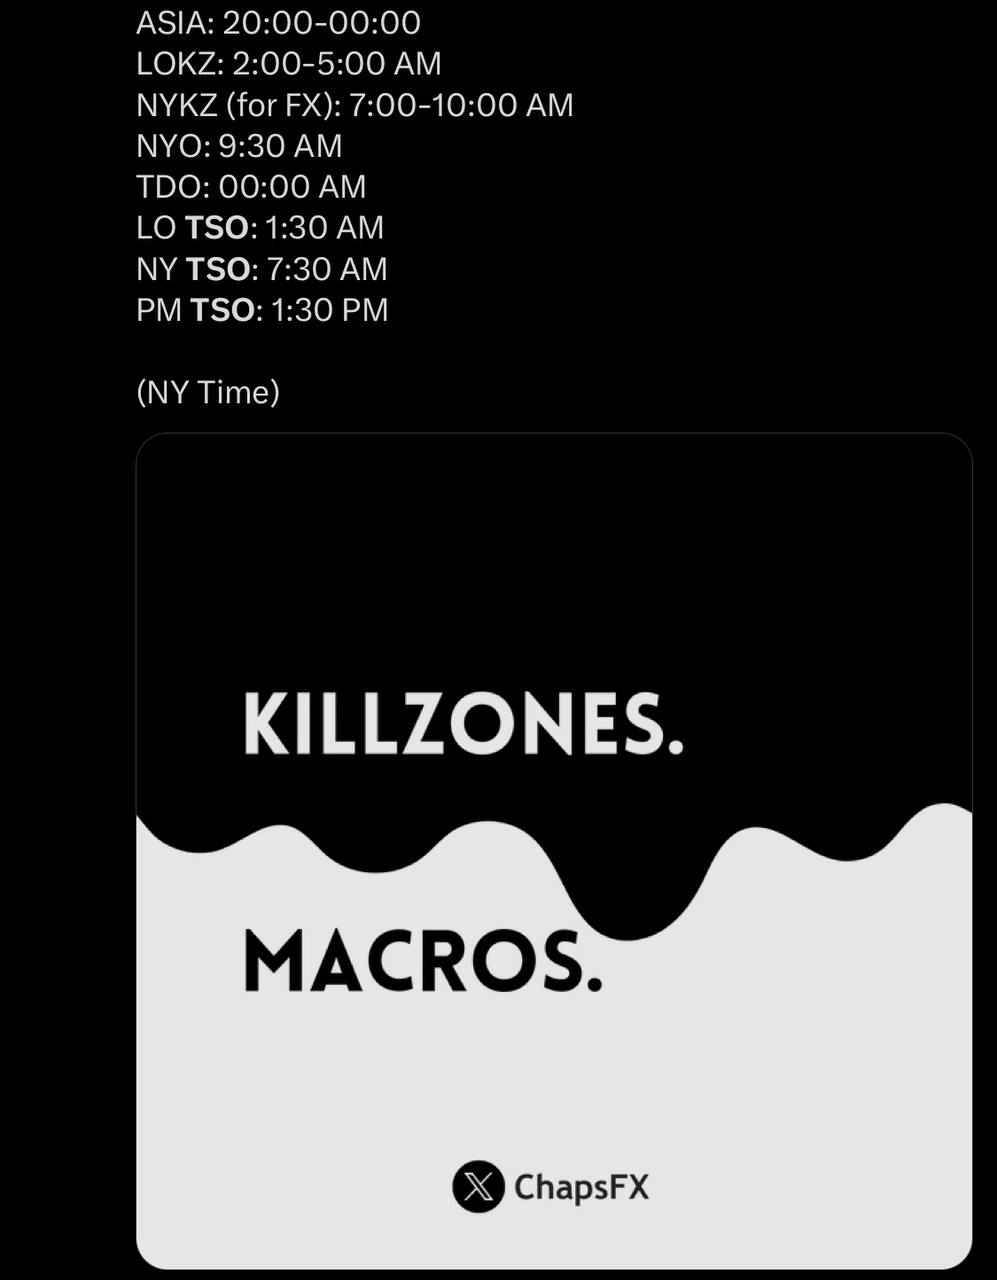 ASIA: 20:00-00:00
LOKZ: 2:00-5:00 AM
NYKZ (for FX): 7:00-10:00 AM
NYO: 9:30 AM
TDO: 00:00 AM
LO TSO: 1:30 AM
NY TSO: 7:30 AM
PM TSO: 1:30 PM
(NY Time)
KILLZONES.
MACROS.
ChapsFX